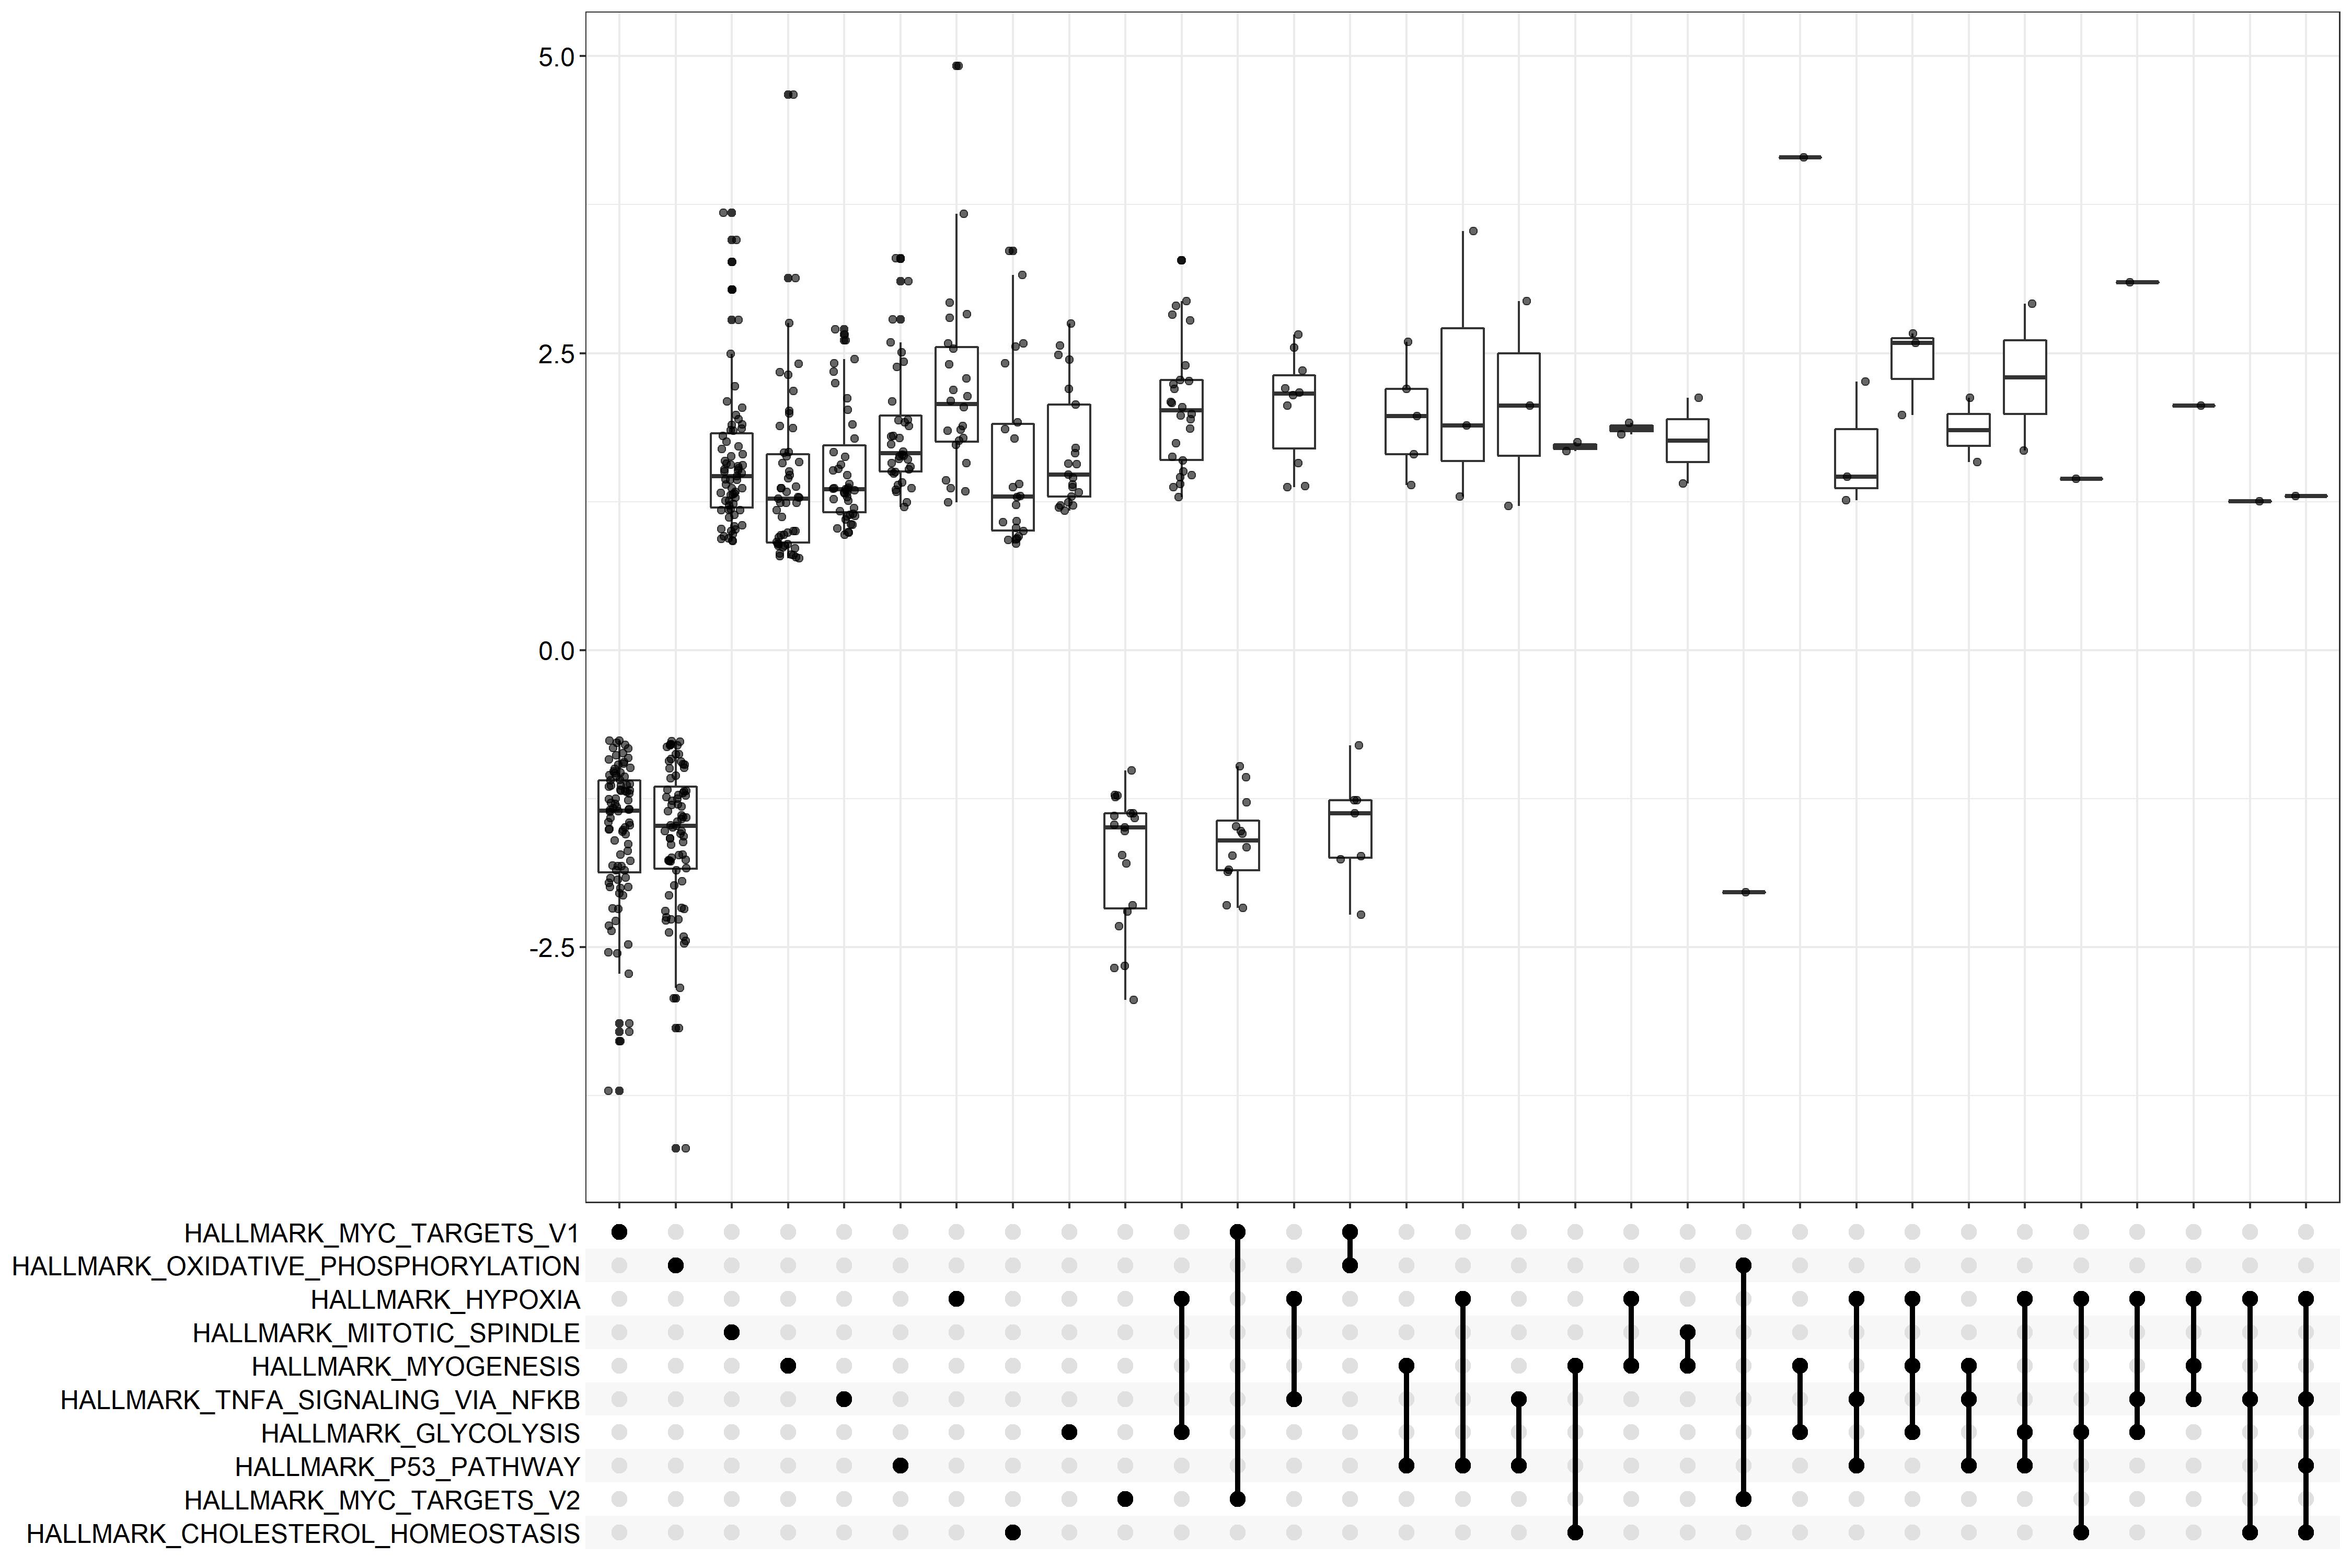 5.0
2.5
0.0
-2.5
HALLMARK_MYC_TARGETS_V1
HALLMARK_OXIDATIVE_PHOSPHORYLATION
HALLMARK_HYPOXIA
HALLMARK_MITOTIC_SPINDLE
HALLMARK_MYOGENESIS
HALLMARK_TNFA_SIGNALING_VIA_NFKB
HALLMARK_GLYCOLYSIS
HALLMARK_P53_PATHWAY
HALLMARK_MYC_TARGETS_V2
HALLMARK_CHOLESTEROL_HOMEOSTASIS